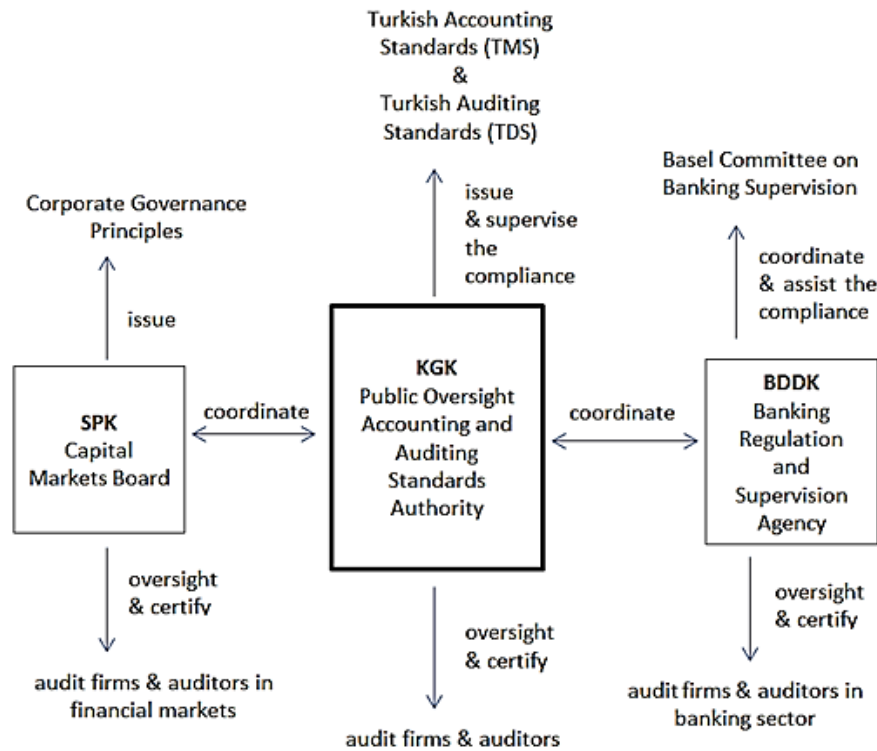 Turkish Accounting
Standards (TMS)
&
Turkish Auditing
Standards (TDS)
Basel Committee on
Banking Supervision
Corporate Governance
Principles
issue
& supervise
the
compliance
coordinate
& assist the
compliance
issue
SPK
Capital
Markets Board
coordinate
KGK
Public Oversight
Accounting and
Auditing
Standards
Authority
coordinate
BDDK
Banking
Regulation
and
Supervision
Agency
oversight
& certify
oversight
& certify
oversight
& certify
audit firms & auditors in
financial markets
audit firms & auditors
audit firms & auditors in
banking sector